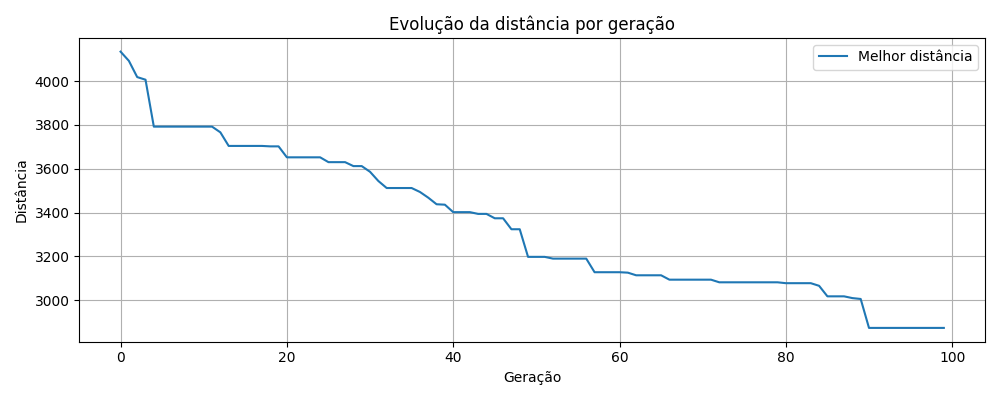 Evolução da distância por geração
Melhor distância
Distância
4000
3800
3600
3400
3200
3000
0 20 40 60 80 100
Geração